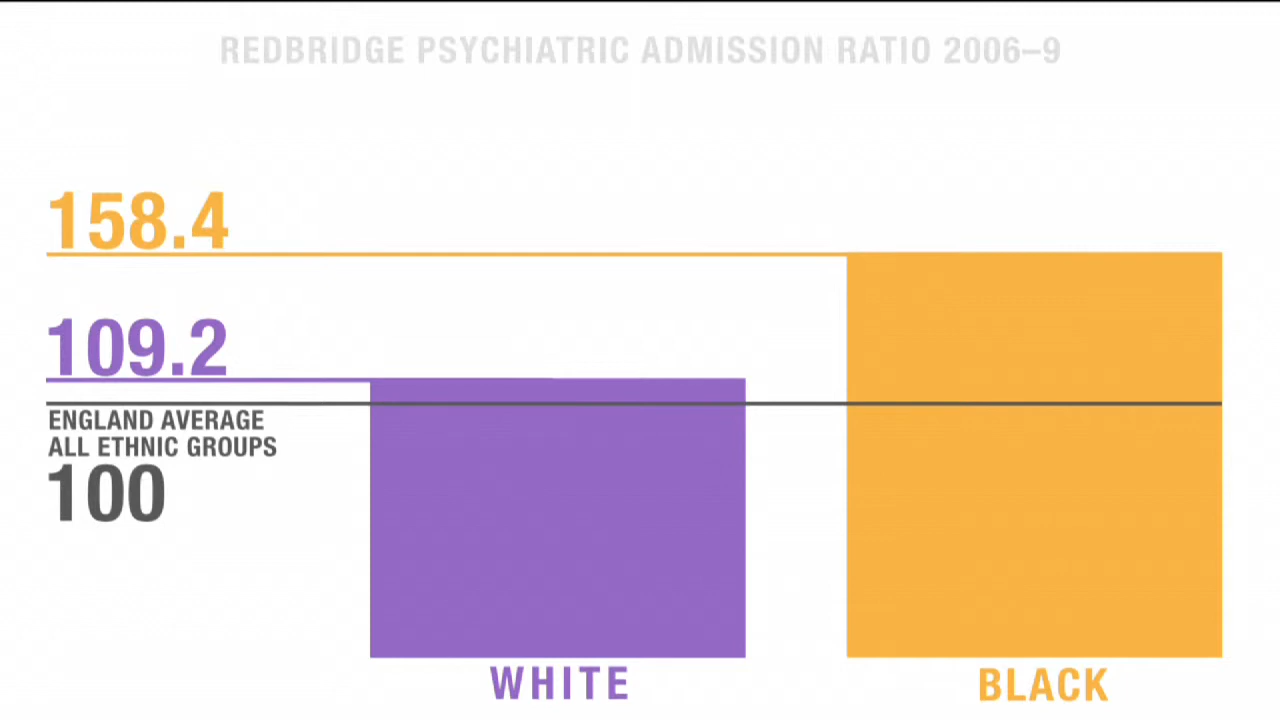 REDBRIDGE PSYCHIATRIC ADMISSION RATIO 2006–9
158.4
109.2
ENGLAND AVERAGE
ALL ETHNIC GROUPS
100
WHITE
BLACK